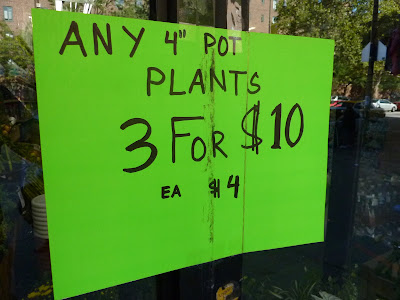 ANY 4" POT
PLANTS
3 FOR $10
EA $4